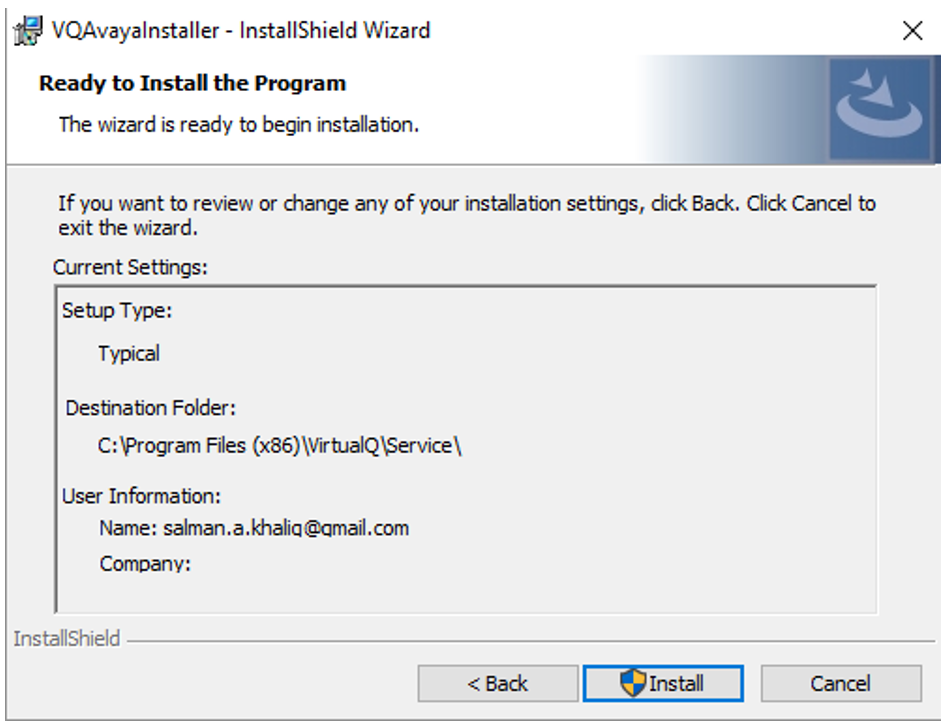 VQAvayaInstaller - InstallShield Wizard
Ready to Install the Program
The wizard is ready to begin installation.
If you want to review or change any of your installation settings, click Back. Click Cancel to
exit the wizard.
Current Settings:
Setup Type:
Typical
Destination Folder:
C:\Program Files (x86)\VirtualQ\Service\
User Information:
Name: salman.a.khaliq@gmail.com
Company:
InstallShield
< Back
Install
Cancel